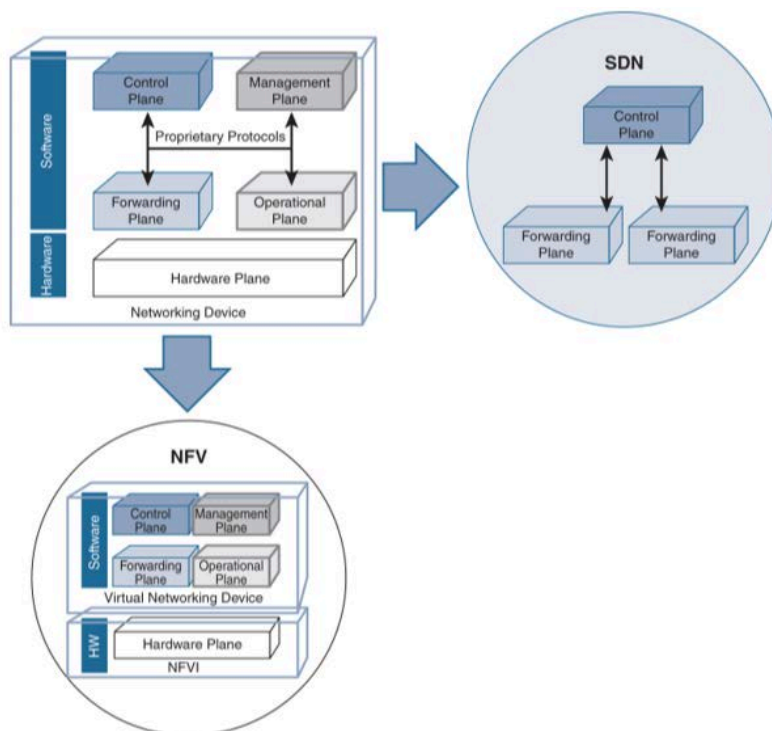 Software
Control
Plane
Management
Plane
Proprietary Protocols
Forwarding
Plane
Operational
Plane
Hardware
Hardware Plane
Networking Device
SDN
Control
Plane
Forwarding
Plane
Forwarding
Plane
NFV
Software
Control
Plane
Management
Plane
Forwarding
Plane
Operational
Plane
Virtual Networking Device
HW
Hardware Plane
NFVI